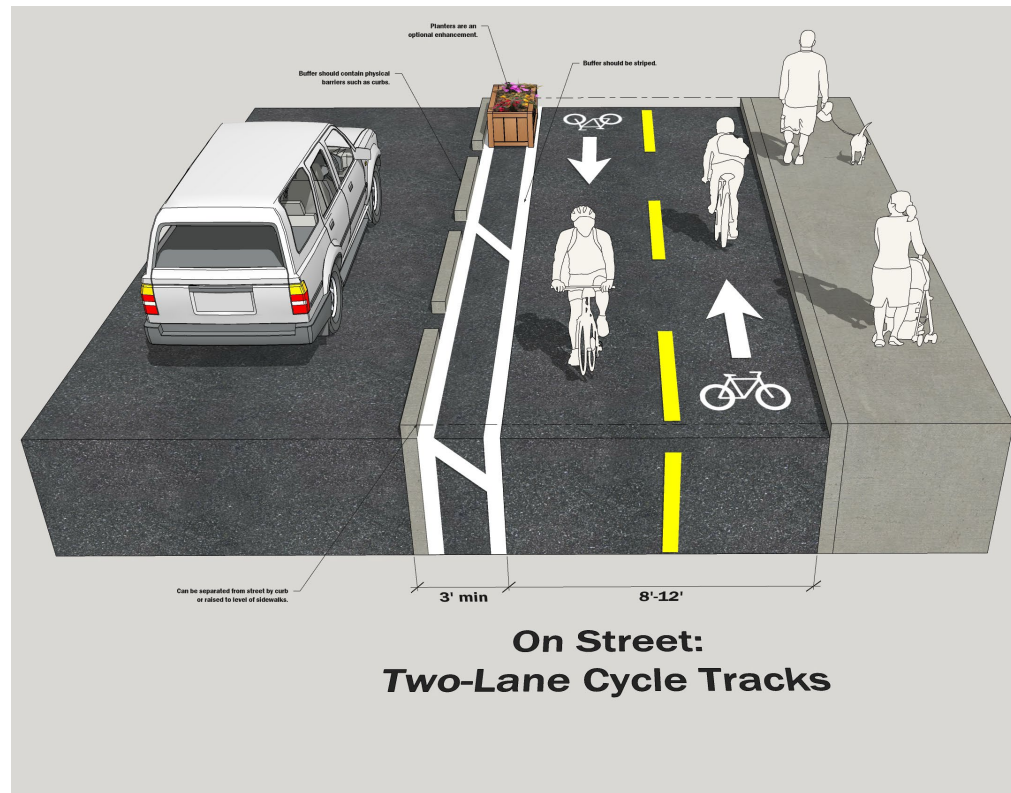 Planters are an
optional enhancement.
Buffer should contain physical
barriers such as curbs.
Buffer should be striped.
Can be separated from street by curb
or raised to level of sidewalks.
3' min
8'-12'
On Street:
Two-Lane Cycle Tracks